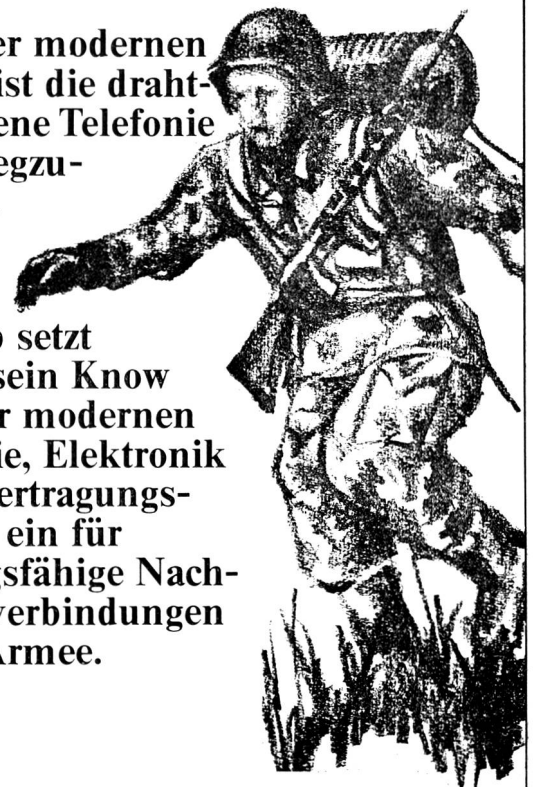 er modernen
ist die draht-
ene Telefonie
egzu-
setzt
sein Know
r modernen
ie, Elektronik
ertragungs-
ein für
gsfähige Nach-
verbindungen
Armee.